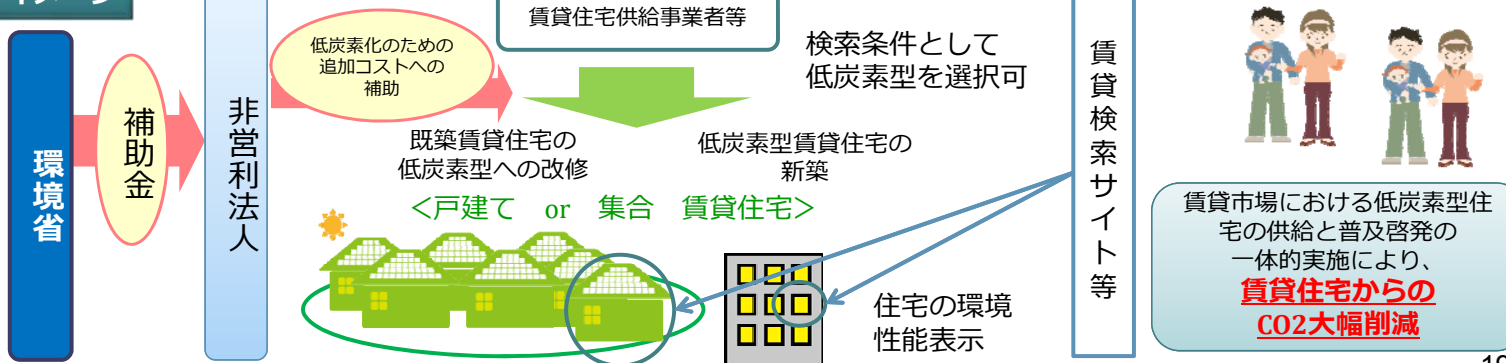 イメージ
賃貸住宅供給事業者等
環境省
補助金
非営利法人
低炭素化のための
追加コストへの
補助
検索条件として
低炭素型を選択可
既築賃貸住宅の
低炭素型への改修
低炭素型賃貸住宅の
新築
<戸建て or 集合 賃貸住宅>
住宅の環境
性能表示
賃貸検索サイト等
賃貸市場における低炭素型住
宅の供給と普及啓発の
一体的実施により、
賃貸住宅からの
CO2大幅削減